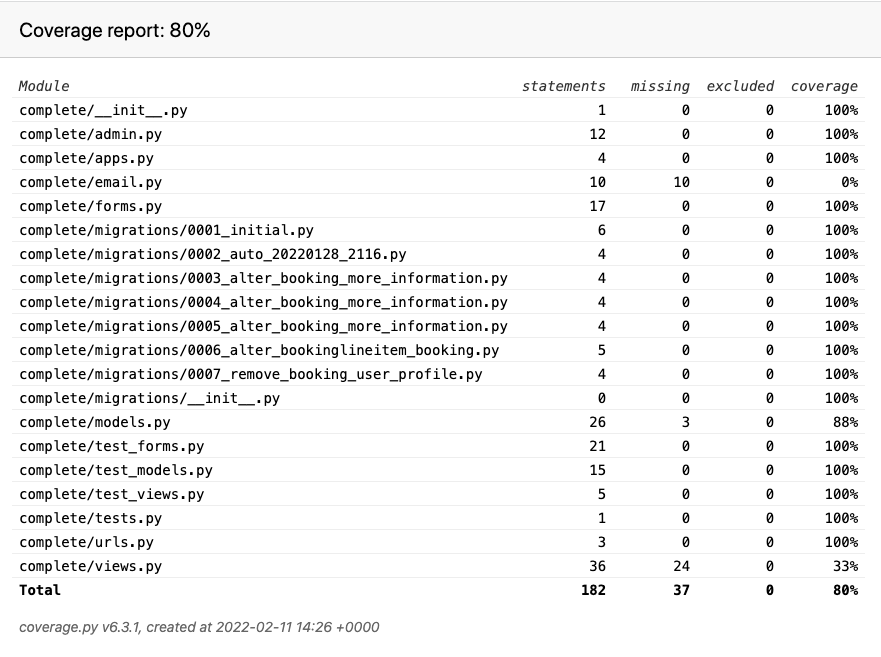 Coverage report: 80%
Module statements missing excluded coverage
complete/__init__.py 1 0 0 100%
complete/admin.py 12 0 0 100%
complete/apps.py 4 0 0 100%
complete/email.py 10 10 0 0%
complete/forms.py 17 0 0 100%
complete/migrations/0001_initial.py 6 0 0 100%
complete/migrations/0002_auto_20220128_2116.py 4 0 0 100%
complete/migrations/0003_alter_booking_more_information.py 4 0 0 100%
complete/migrations/0004_alter_booking_more_information.py 4 0 0 100%
complete/migrations/0005_alter_booking_more_information.py 4 0 0 100%
complete/migrations/0006_alter_bookinglineitem_booking.py 5 0 0 100%
complete/migrations/0007_remove_booking_user_profile.py 4 0 0 100%
complete/migrations/__init__.py 0 0 0 100%
complete/models.py 26 3 0 88%
complete/test_forms.py 21 0 0 100%
complete/test_models.py 15 0 0 100%
complete/test_views.py 5 0 0 100%
complete/tests.py 1 0 0 100%
complete/urls.py 3 0 0 100%
complete/views.py 36 24 0 33%
Total 182 37 0 80%
coverage.py v6.3.1, created at 2022-02-11 14:26 +0000